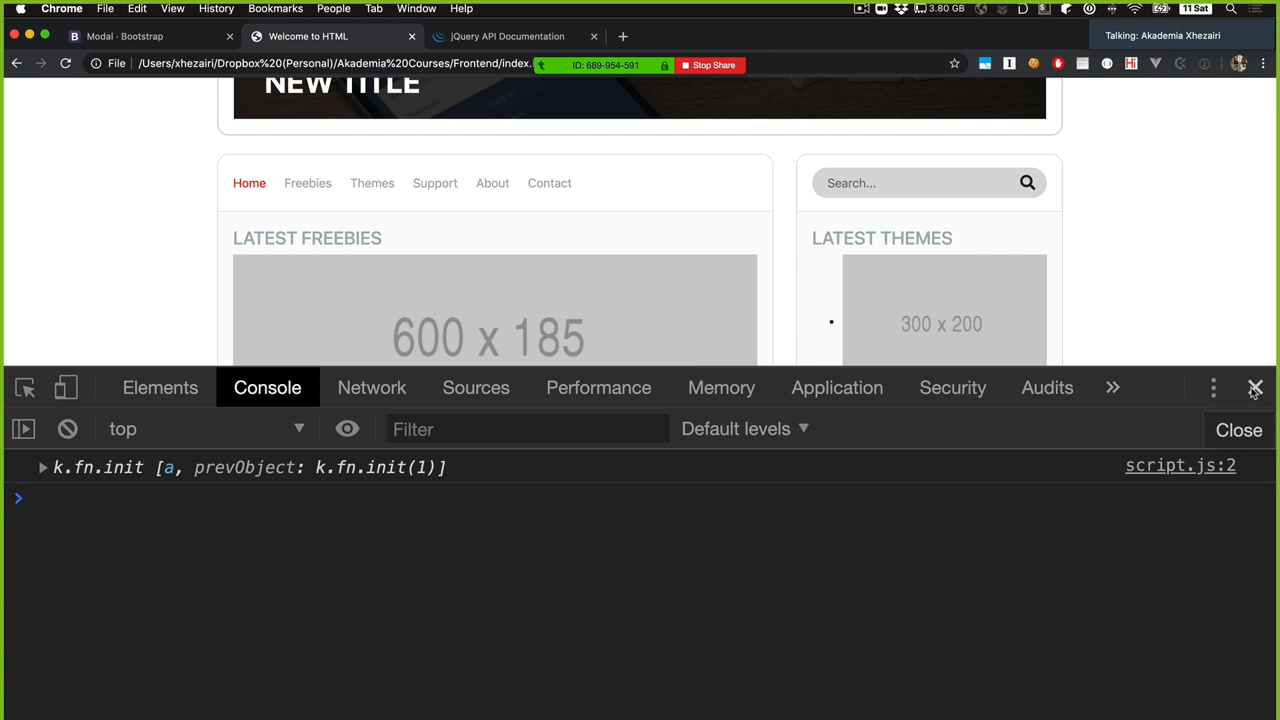 Chrome File Edit View History Bookmarks People Tab Window Help 3.80 GB 11 Sat
Modal · Bootstrap Welcome to HTML jQuery API Documentation Talking: Akademia Xhezairi
File /Users/xhezairi/Dropbox%20(Personal)/Akademia%20Courses/Frontend/index. ID: 689-954-591 Stop Share
NEW TITLE
Home Freebies Themes Support About Contact Search...
LATEST FREEBIES LATEST THEMES
600 x 185 300 x 200
Elements Console Network Sources Performance Memory Application Security Audits
top Filter Default levels Close
k.fn.init [a, prevObject: k.fn.init(1)] script.js:2